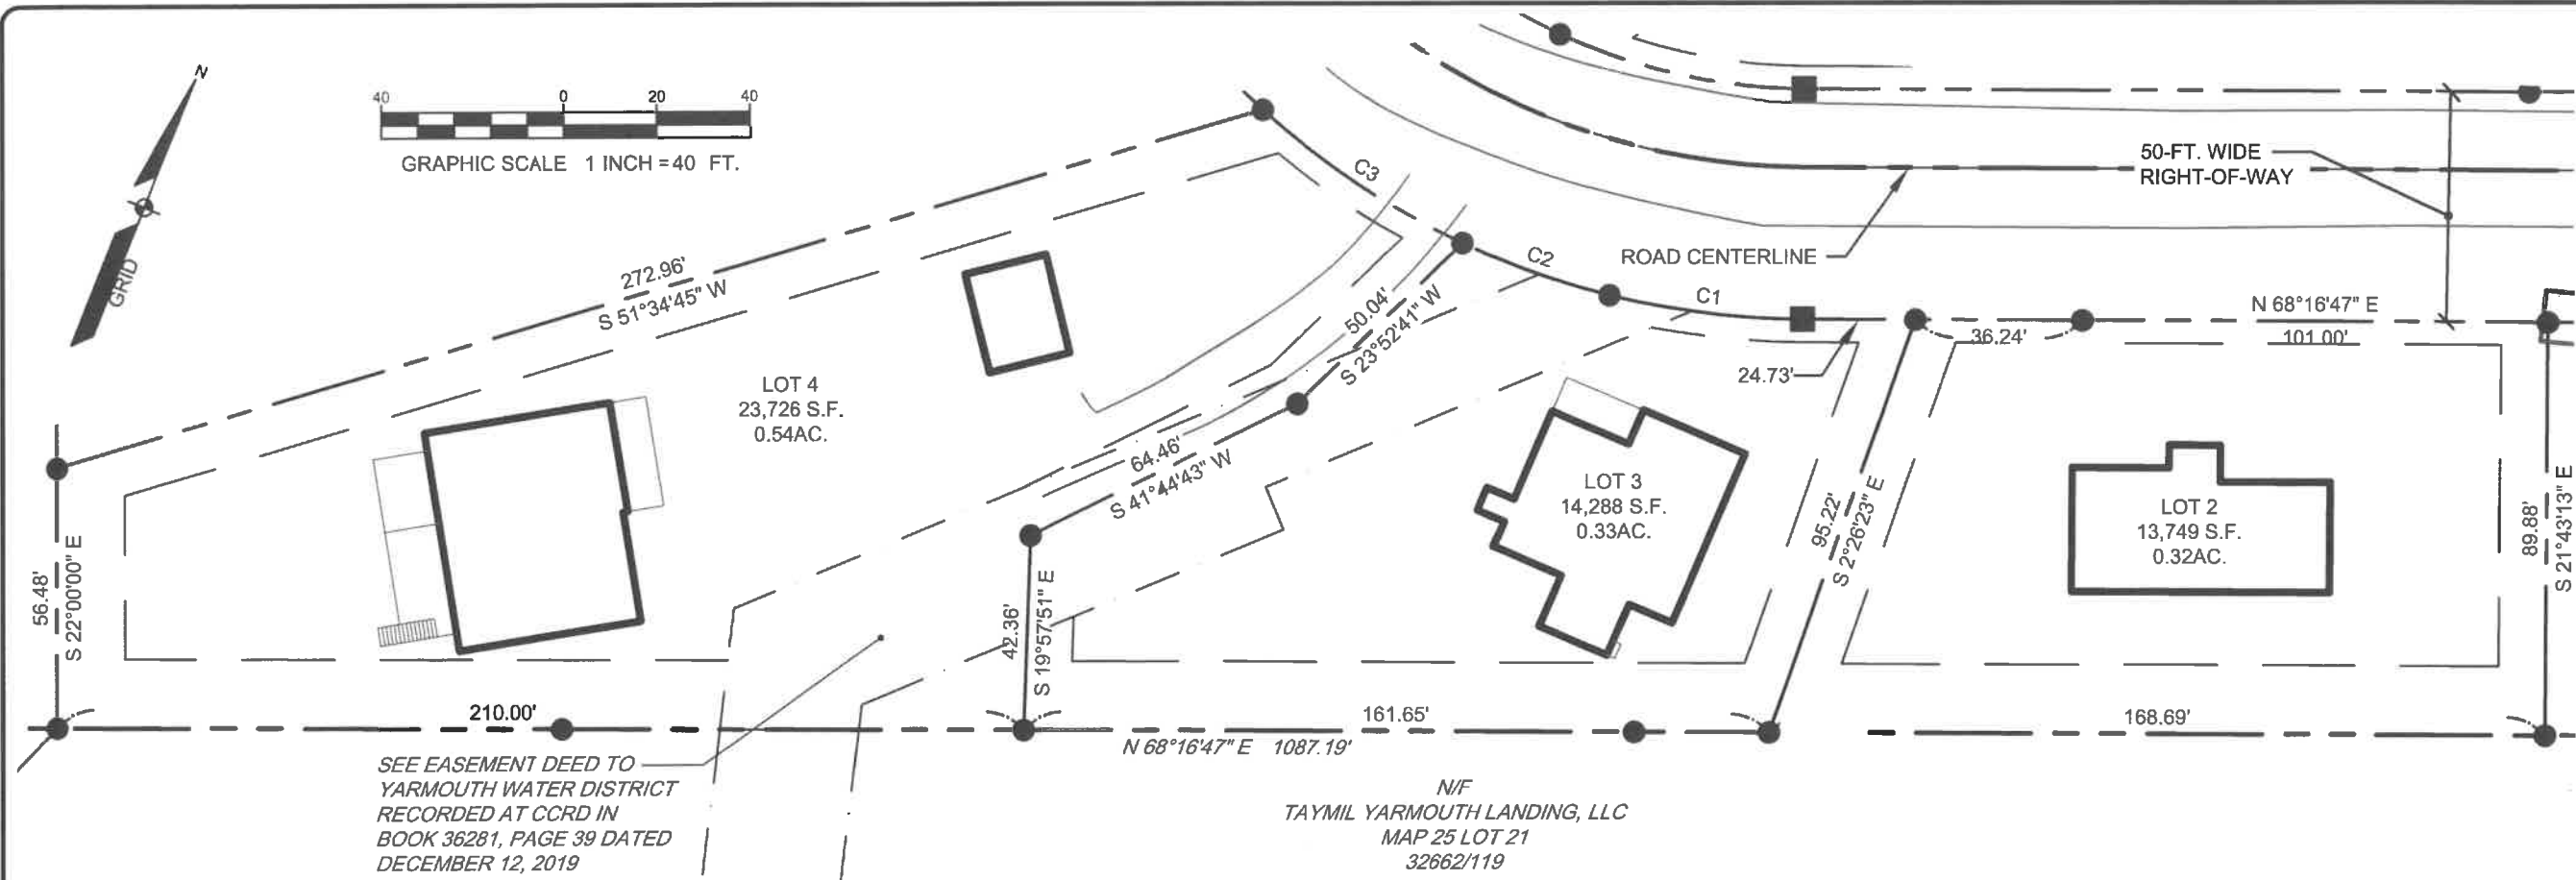 N
GRID
40 0 20 40
GRAPHIC SCALE 1 INCH = 40 FT.
272.96'
S 51°34'45" W
C3
C2
C1
ROAD CENTERLINE
50-FT. WIDE
RIGHT-OF-WAY
N 68°16'47" E
36.24'
101.00'
24.73'
50.04'
S 23°52'41" W
64.46'
S 41°44'43" W
LOT 4
23,726 S.F.
0.54AC.
LOT 3
14,288 S.F.
0.33AC.
LOT 2
13,749 S.F.
0.32AC.
95.22'
S 2°26'23" E
89.88'
S 21°43'13" E
56.48'
S 22°00'00" E
42.36'
S 19°57'51" E
210.00'
161.65'
168.69'
N 68°16'47" E 1087.19'
SEE EASEMENT DEED TO
YARMOUTH WATER DISTRICT
RECORDED AT CCRD IN
BOOK 36281, PAGE 39 DATED
DECEMBER 12, 2019
N/F
TAYMIL YARMOUTH LANDING, LLC
MAP 25 LOT 21
32662/119